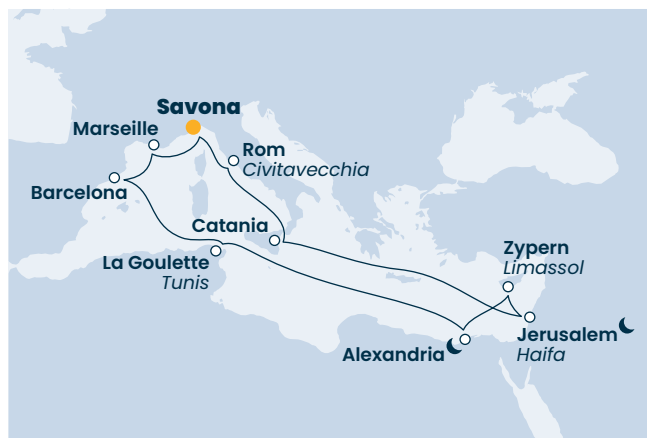 Savona
Marseille
Rom
Civitavecchia
Barcelona
Catania
La Goulette
Tunis
Zypern
Limassol
Jerusalem
Haifa
Alexandria